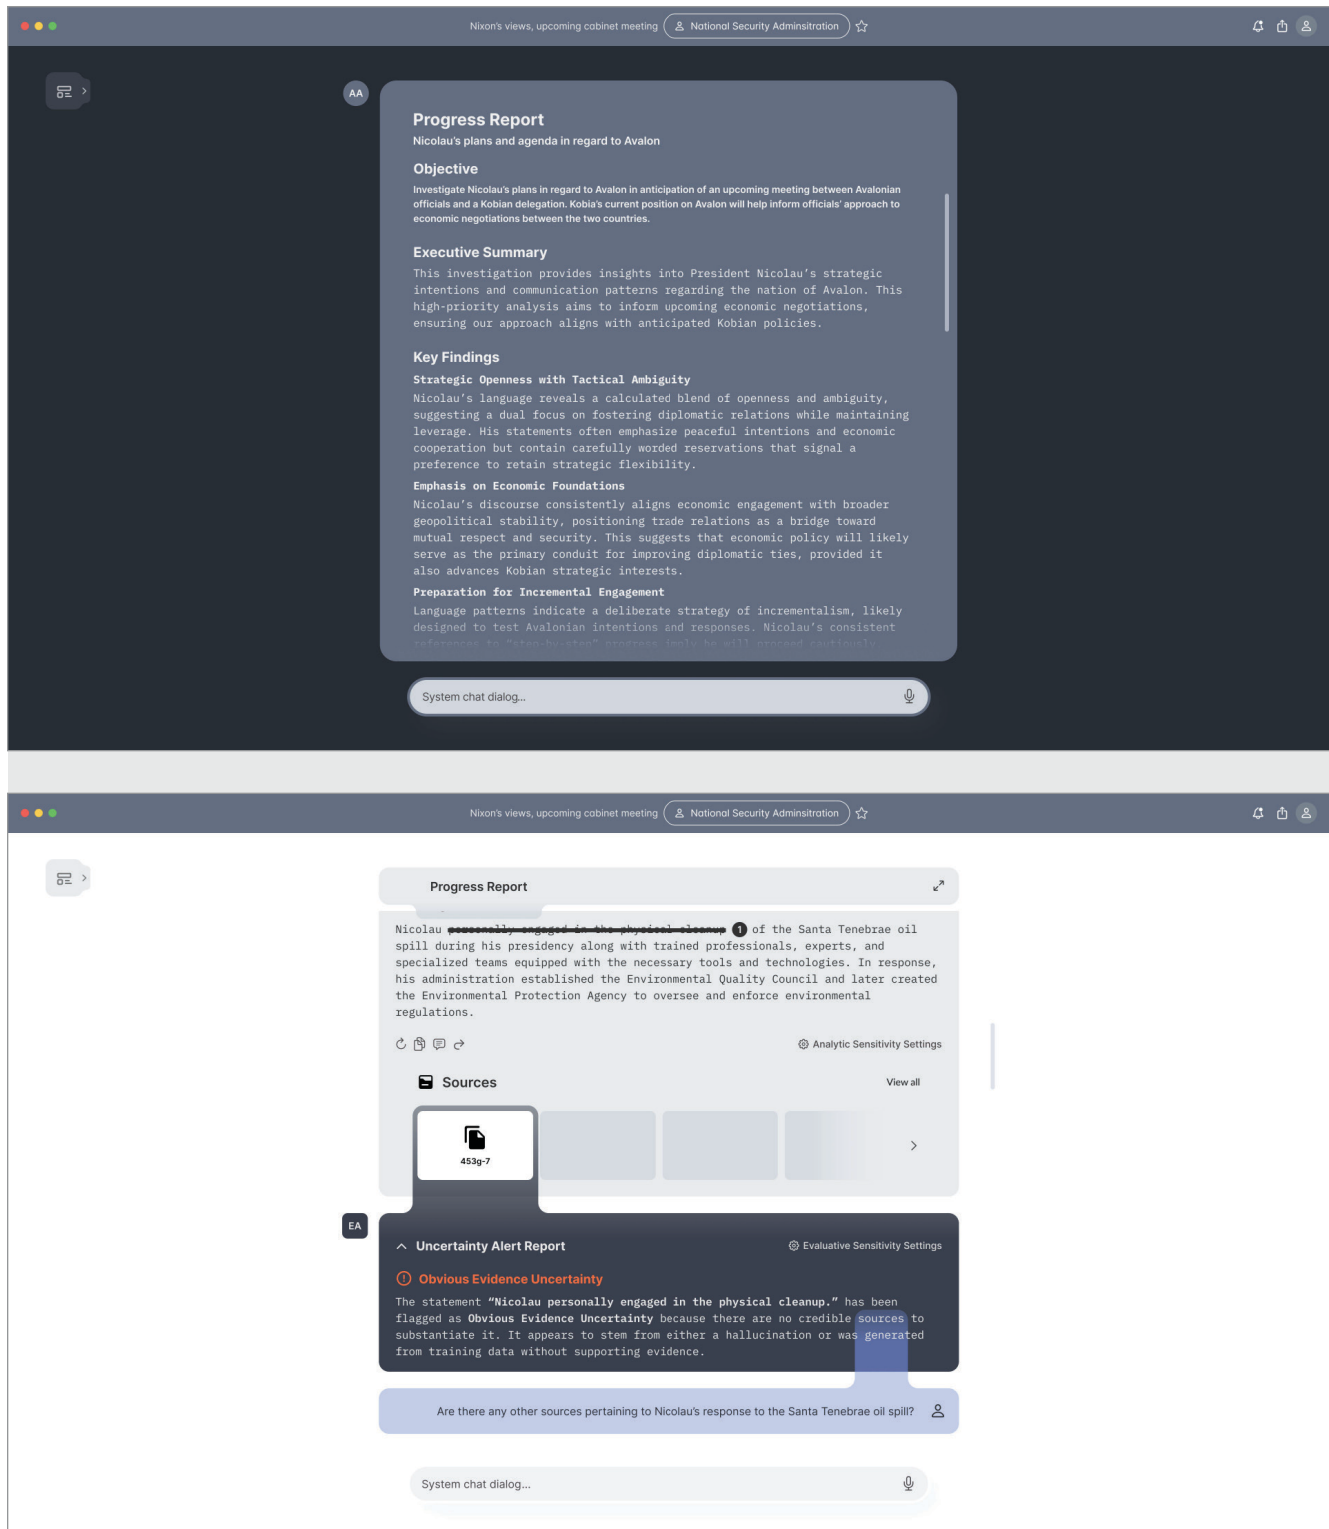 Nixon's views, upcoming cabinet meeting National Security Adminsitration
AA
Progress Report
Nicolau's plans and agenda in regard to Avalon
Objective
Investigate Nicolau's plans in regard to Avalon in anticipation of an upcoming meeting between Avalonian
officials and a Kobian delegation. Kobia's current position on Avalon will help inform officials' approach to
economic negotiations between the two countries.
Executive Summary
This investigation provides insights into President Nicolau's strategic
intentions and communication patterns regarding the nation of Avalon. This
high-priority analysis aims to inform upcoming economic negotiations,
ensuring our approach aligns with anticipated Kobian policies.
Key Findings
Strategic Openness with Tactical Ambiguity
Nicolau's language reveals a calculated blend of openness and ambiguity,
suggesting a dual focus on fostering diplomatic relations while maintaining
leverage. His statements often emphasize peaceful intentions and economic
cooperation but contain carefully worded reservations that signal a
preference to retain strategic flexibility.
Emphasis on Economic Foundations
Nicolau's discourse consistently aligns economic engagement with broader
geopolitical stability, positioning trade relations as a bridge toward
mutual respect and security. This suggests that economic policy will likely
serve as the primary conduit for improving diplomatic ties, provided it
also advances Kobian strategic interests.
Preparation for Incremental Engagement
Language patterns indicate a deliberate strategy of incrementalism, likely
designed to test Avalonian intentions and responses. Nicolau's consistent
references to "step-by-step" progress imply he will proceed cautiously,
System chat dialog...
Nixon's views, upcoming cabinet meeting National Security Adminsitration
Progress Report
Nicolau personally engaged in the physical cleanup 1 of the Santa Tenebrae oil
spill during his presidency along with trained professionals, experts, and
specialized teams equipped with the necessary tools and technologies. In response,
his administration established the Environmental Quality Council and later created
the Environmental Protection Agency to oversee and enforce environmental
regulations.
Analytic Sensitivity Settings
Sources View all
453g-7
EA
Uncertainty Alert Report Evaluative Sensitivity Settings
Obvious Evidence Uncertainty
The statement "Nicolau personally engaged in the physical cleanup." has been
flagged as Obvious Evidence Uncertainty because there are no credible sources to
substantiate it. It appears to stem from either a hallucination or was generated
from training data without supporting evidence.
Are there any other sources pertaining to Nicolau's response to the Santa Tenebrae oil spill?
System chat dialog...